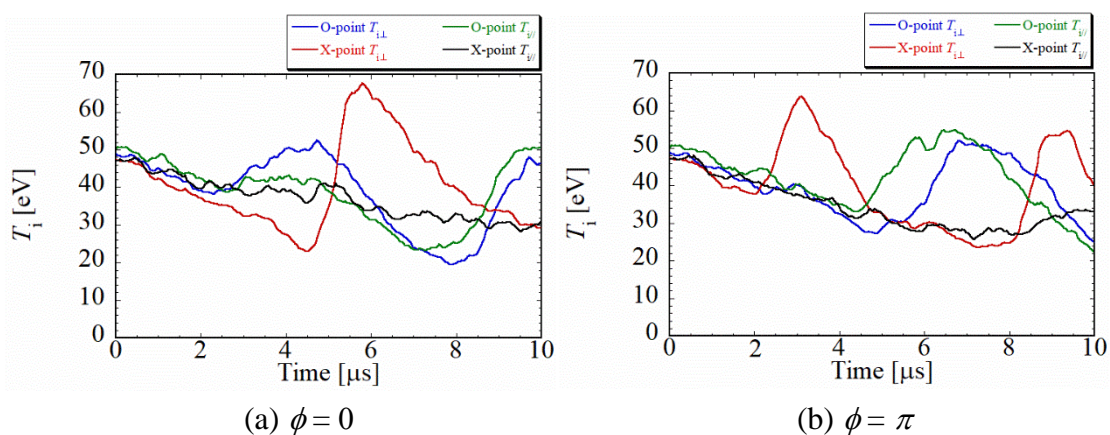 O-point T_i⊥ O-point T_i//
X-point T_i⊥ X-point T_i//
70
60
50
40
30
20
10
0
T_i [eV]
0 2 4 6 8 10
Time [μs]
(a) ϕ = 0
O-point T_i⊥ O-point T_i//
X-point T_i⊥ X-point T_i//
70
60
50
40
30
20
10
0
T_i [eV]
0 2 4 6 8 10
Time [μs]
(b) ϕ = π